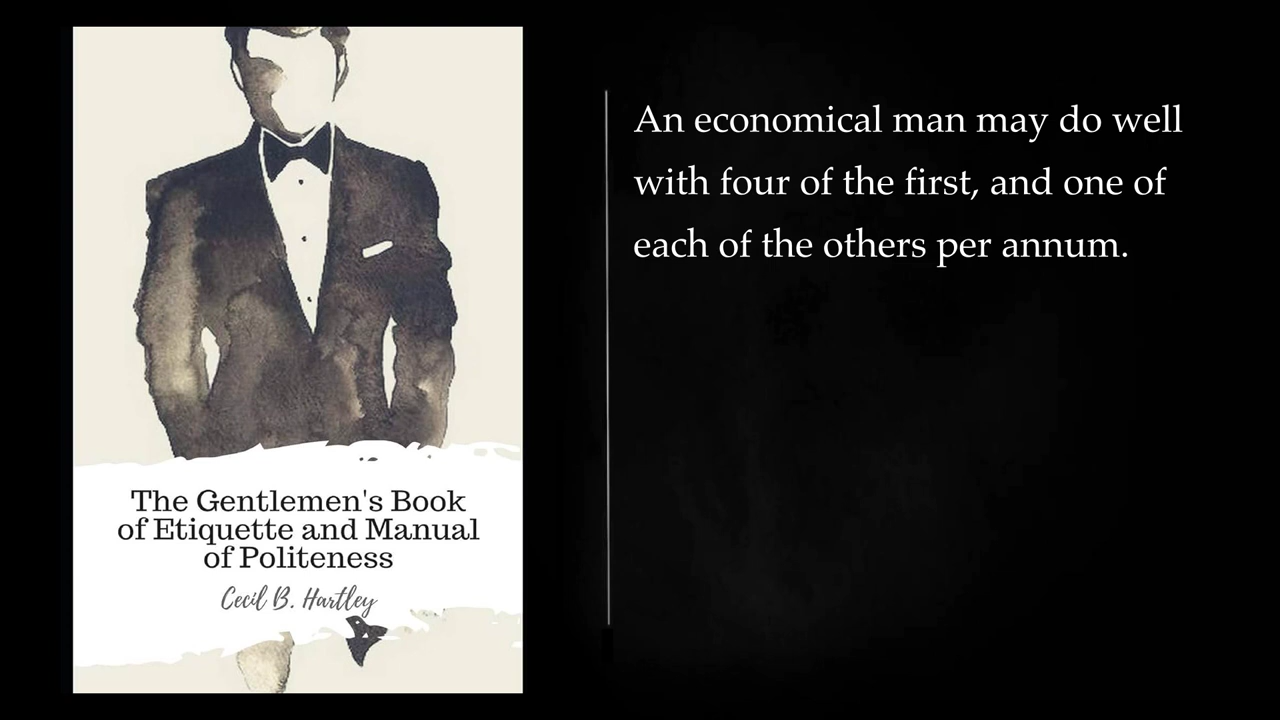 The Gentlemen's Book
of Etiquette and Manual
of Politeness
Cecil B. Hartley
An economical man may do well
with four of the first, and one of
each of the others per annum.